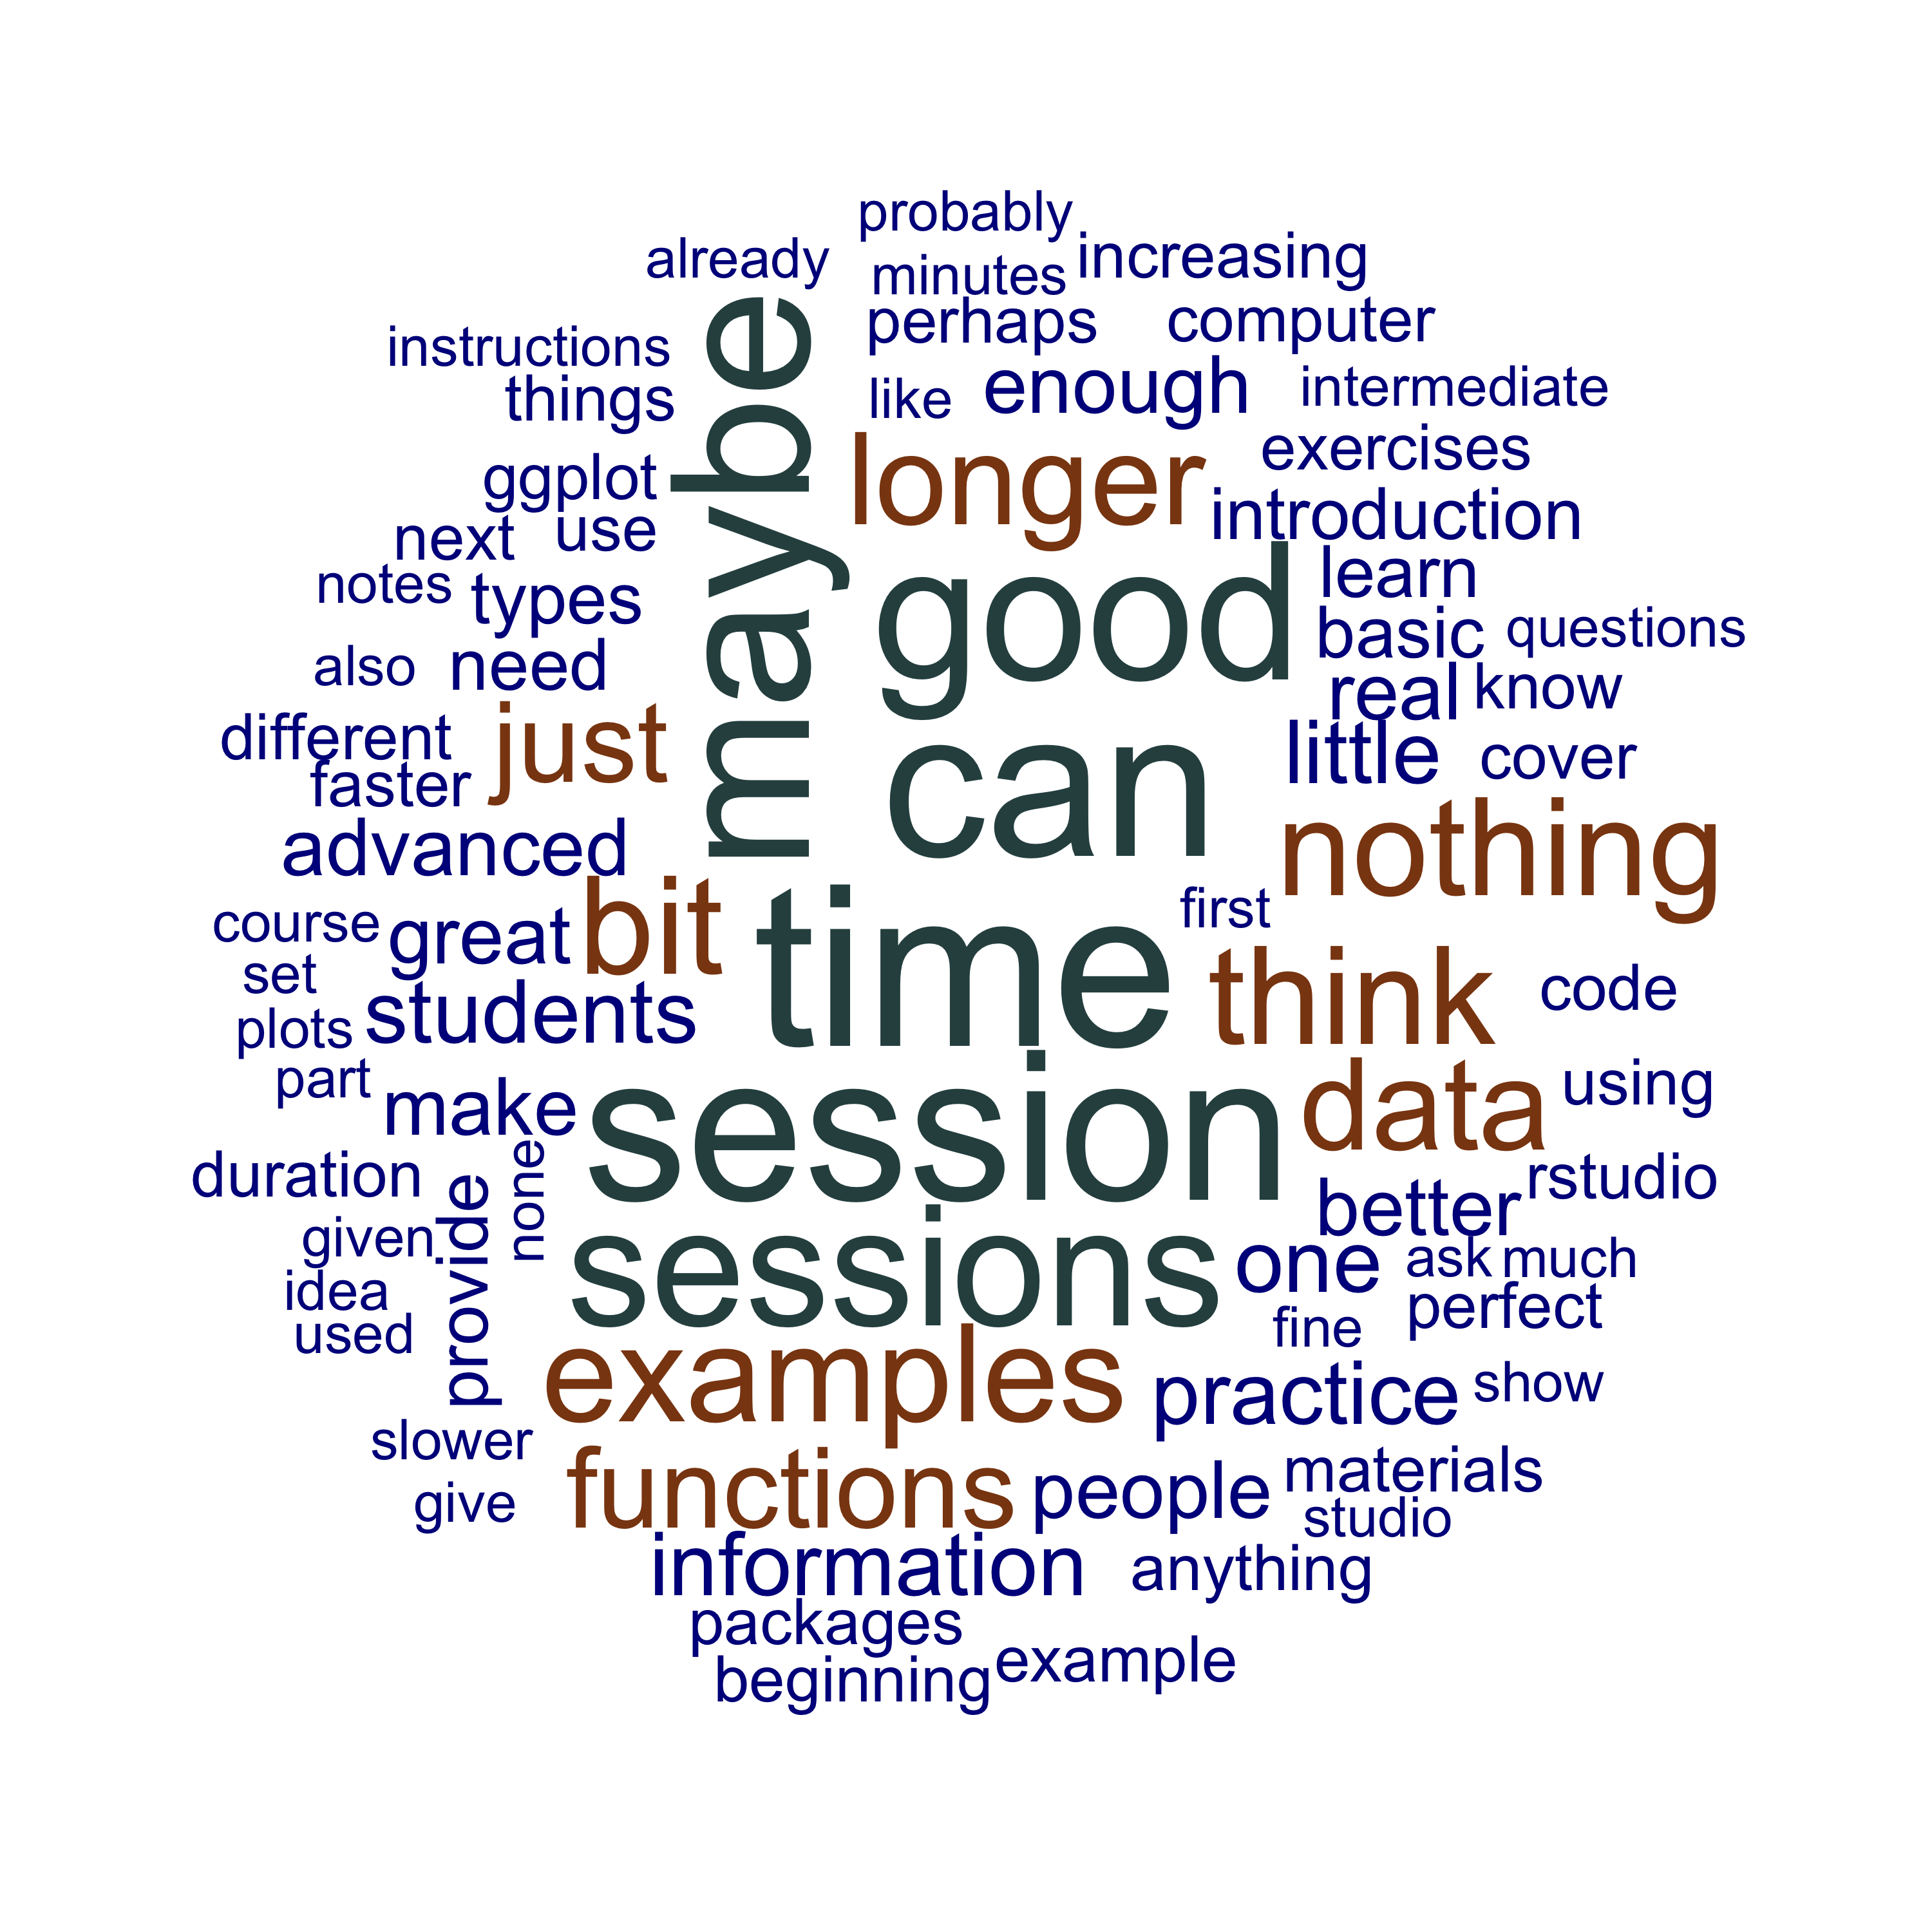 probably
already
minutes
increasing
perhaps
computer
instructions
things
like
enough
intermediate
maybe
longer
exercises
ggplot
introduction
next
use
learn
notes
types
good
basic
questions
also
need
real
know
different
just
can
little
cover
faster
advanced
nothing
course
great
bit
time
first
think
code
set
students
plots
part
make
session
data
using
duration
none
better
rstudio
given
provide
sessions
one
ask
much
idea
used
fine
perfect
examples
practice
show
slower
give
functions
people
materials
studio
information
anything
packages
beginning
example